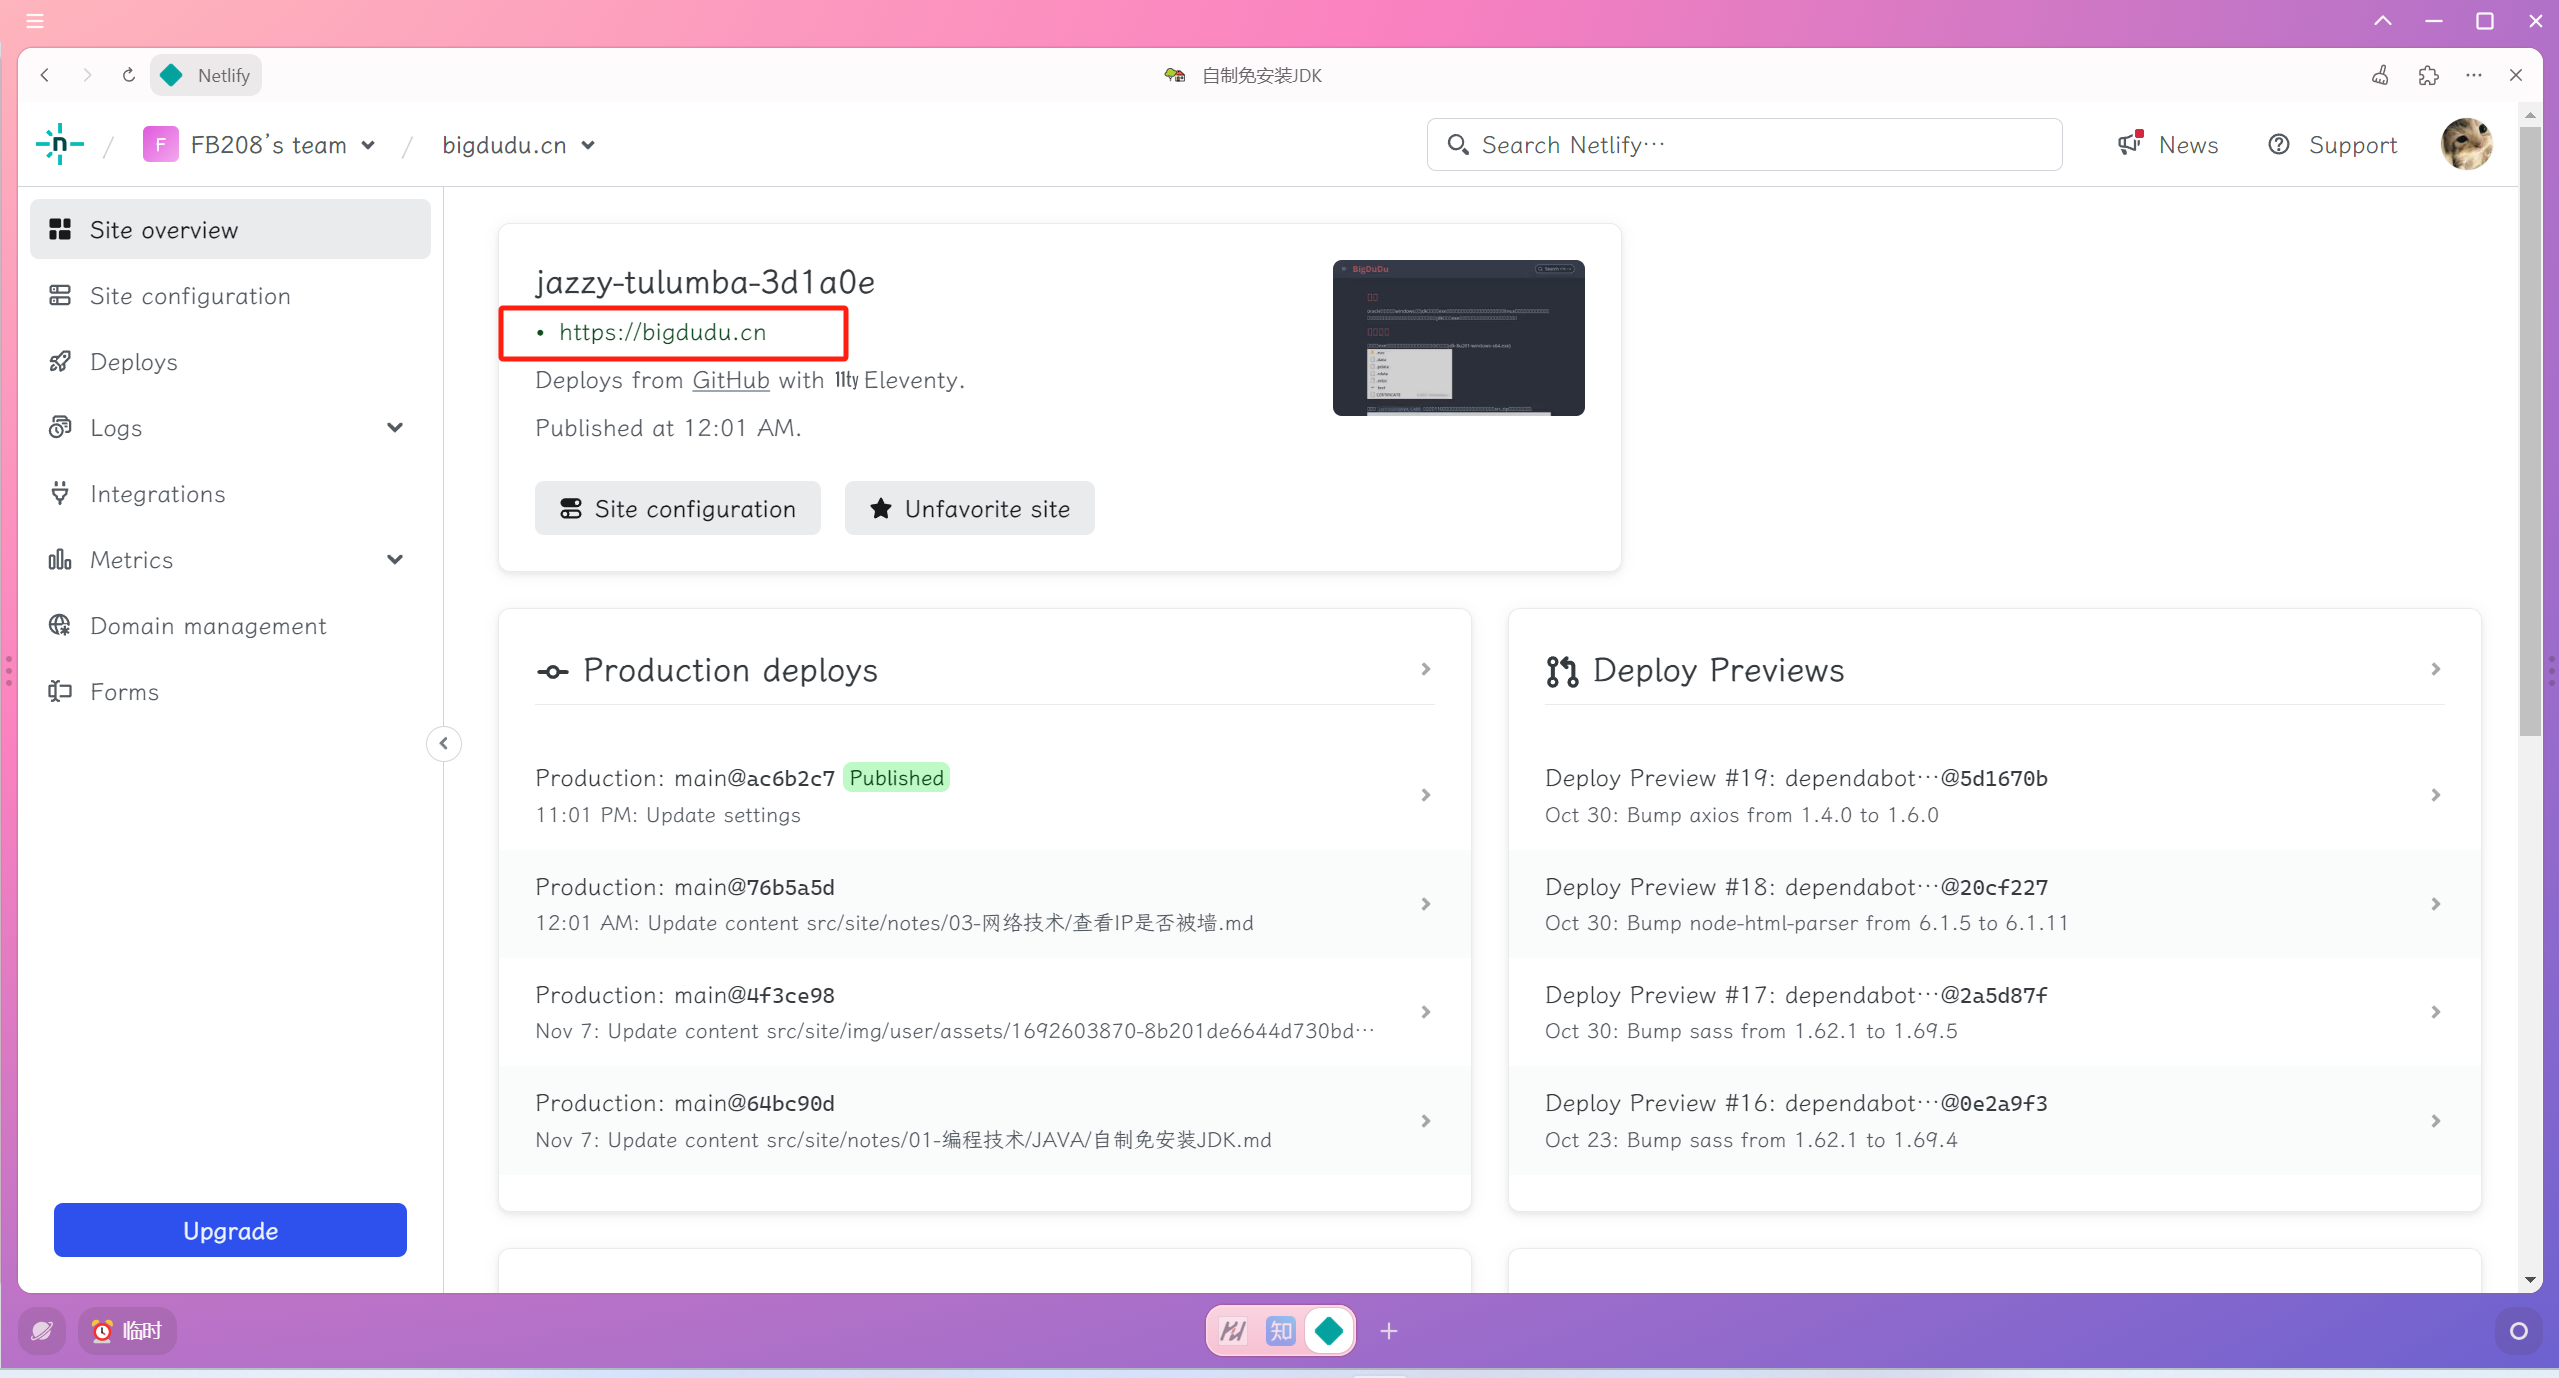 Netlify
自制免安装JDK
F FB208's team
bigdudu.cn
Search Netlify…
News
Support
Site overview
Site configuration
Deploys
Logs
Integrations
Metrics
Domain management
Forms
Upgrade
jazzy-tulumba-3d1a0e
• https://bigdudu.cn
Deploys from GitHub with 11ty Eleventy.
Published at 12:01 AM.
Site configuration
Unfavorite site
BigDuDu
Production deploys
Production: main@ac6b2c7 Published
11:01 PM: Update settings
Production: main@76b5a5d
12:01 AM: Update content src/site/notes/03-网络技术/查看IP是否被墙.md
Production: main@4f3ce98
Nov 7: Update content src/site/img/user/assets/1692603870-8b201de6644d730bd…
Production: main@64bc90d
Nov 7: Update content src/site/notes/01-编程技术/JAVA/自制免安装JDK.md
Deploy Previews
Deploy Preview #19: dependabot…@5d1670b
Oct 30: Bump axios from 1.4.0 to 1.6.0
Deploy Preview #18: dependabot…@20cf227
Oct 30: Bump node-html-parser from 6.1.5 to 6.1.11
Deploy Preview #17: dependabot…@2a5d87f
Oct 30: Bump sass from 1.62.1 to 1.69.5
Deploy Preview #16: dependabot…@0e2a9f3
Oct 23: Bump sass from 1.62.1 to 1.69.4
临时
知